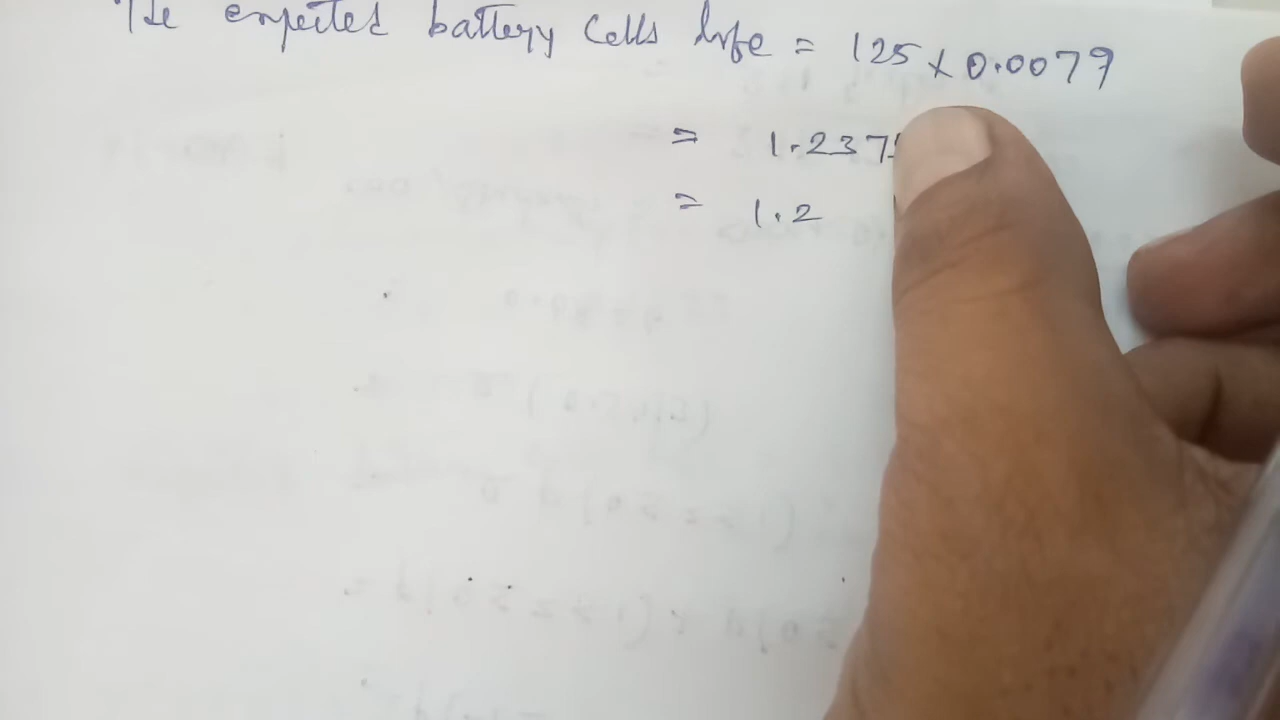 The expected battery cells life = 125 x 0.0079
= 1.237
= 1.2